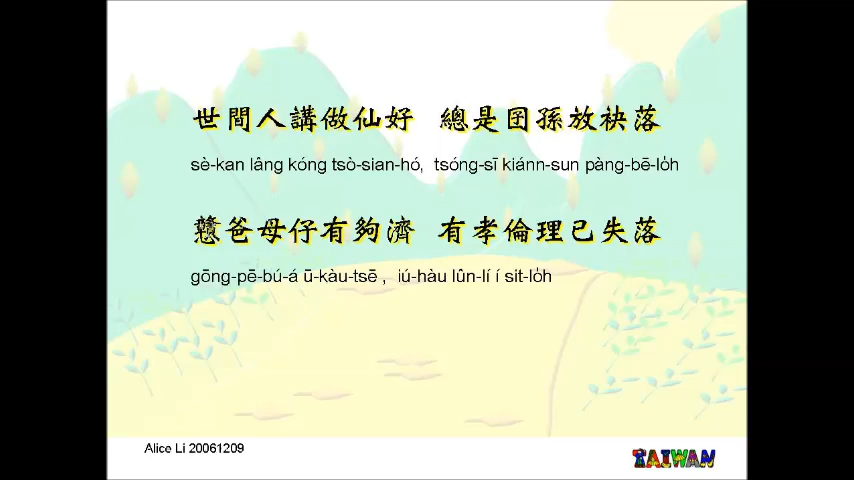 世間人講做仙好 總是囝孫放袂落
sè-kan lâng kóng tsò-sian-hó, tsóng-sī kiánn-sun pàng-bē-lo̍h
戇爸母仔有夠濟 有孝倫理已失落
gōng-pē-bú-á ū-kàu-tsē , iú-hàu lûn-lí í sit-lo̍h
Alice Li 20061209
TAIWAN